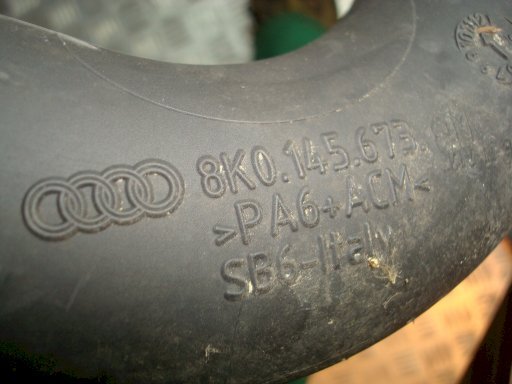 8K0.145.673.
>PA6+ACM<
SB6-Italy